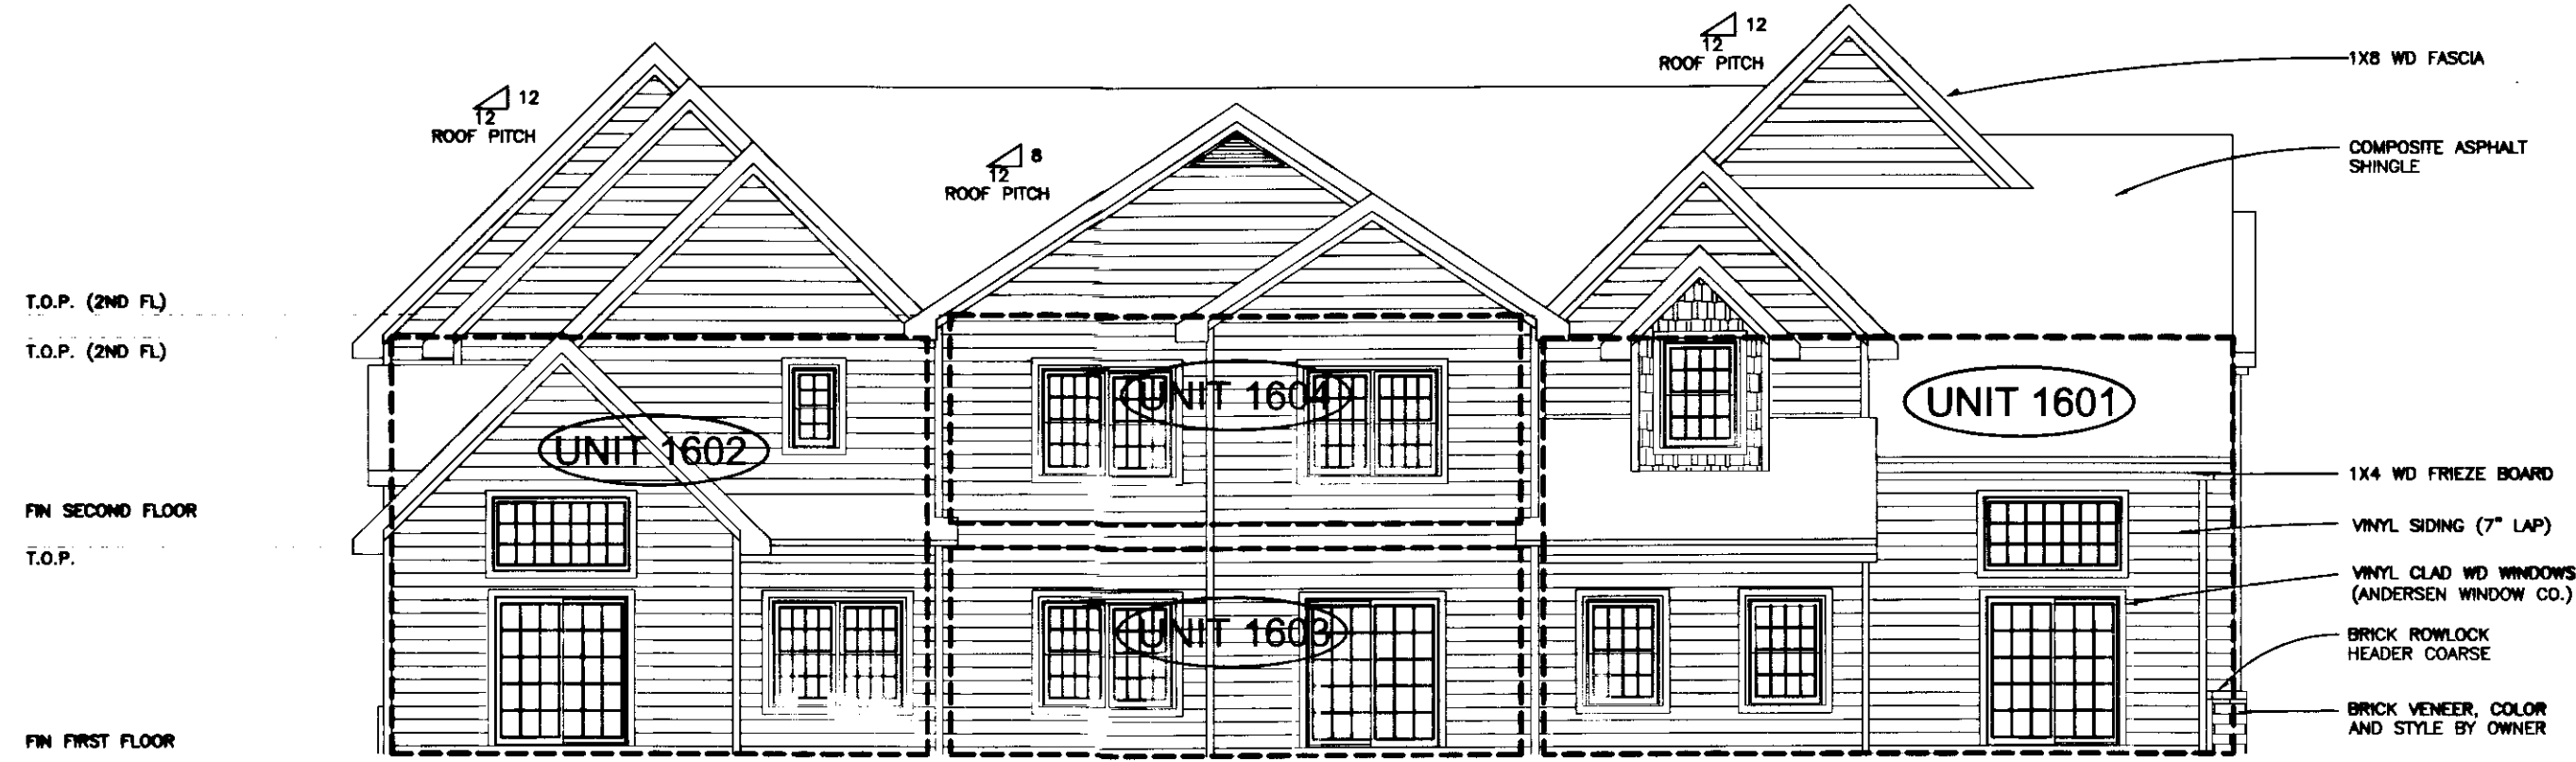 12
12
ROOF PITCH
12
12
ROOF PITCH
8
12
ROOF PITCH
1X8 WD FASCIA
COMPOSITE ASPHALT
SHINGLE
T.O.P. (2ND FL)
T.O.P. (2ND FL)
UNIT 1604
UNIT 1601
UNIT 1602
1X4 WD FRIEZE BOARD
FIN SECOND FLOOR
VINYL SIDING (7" LAP)
T.O.P.
VINYL CLAD WD WINDOWS
(ANDERSEN WINDOW CO.)
UNIT 1603
BRICK ROWLOCK
HEADER COARSE
BRICK VENEER, COLOR
AND STYLE BY OWNER
FIN FIRST FLOOR